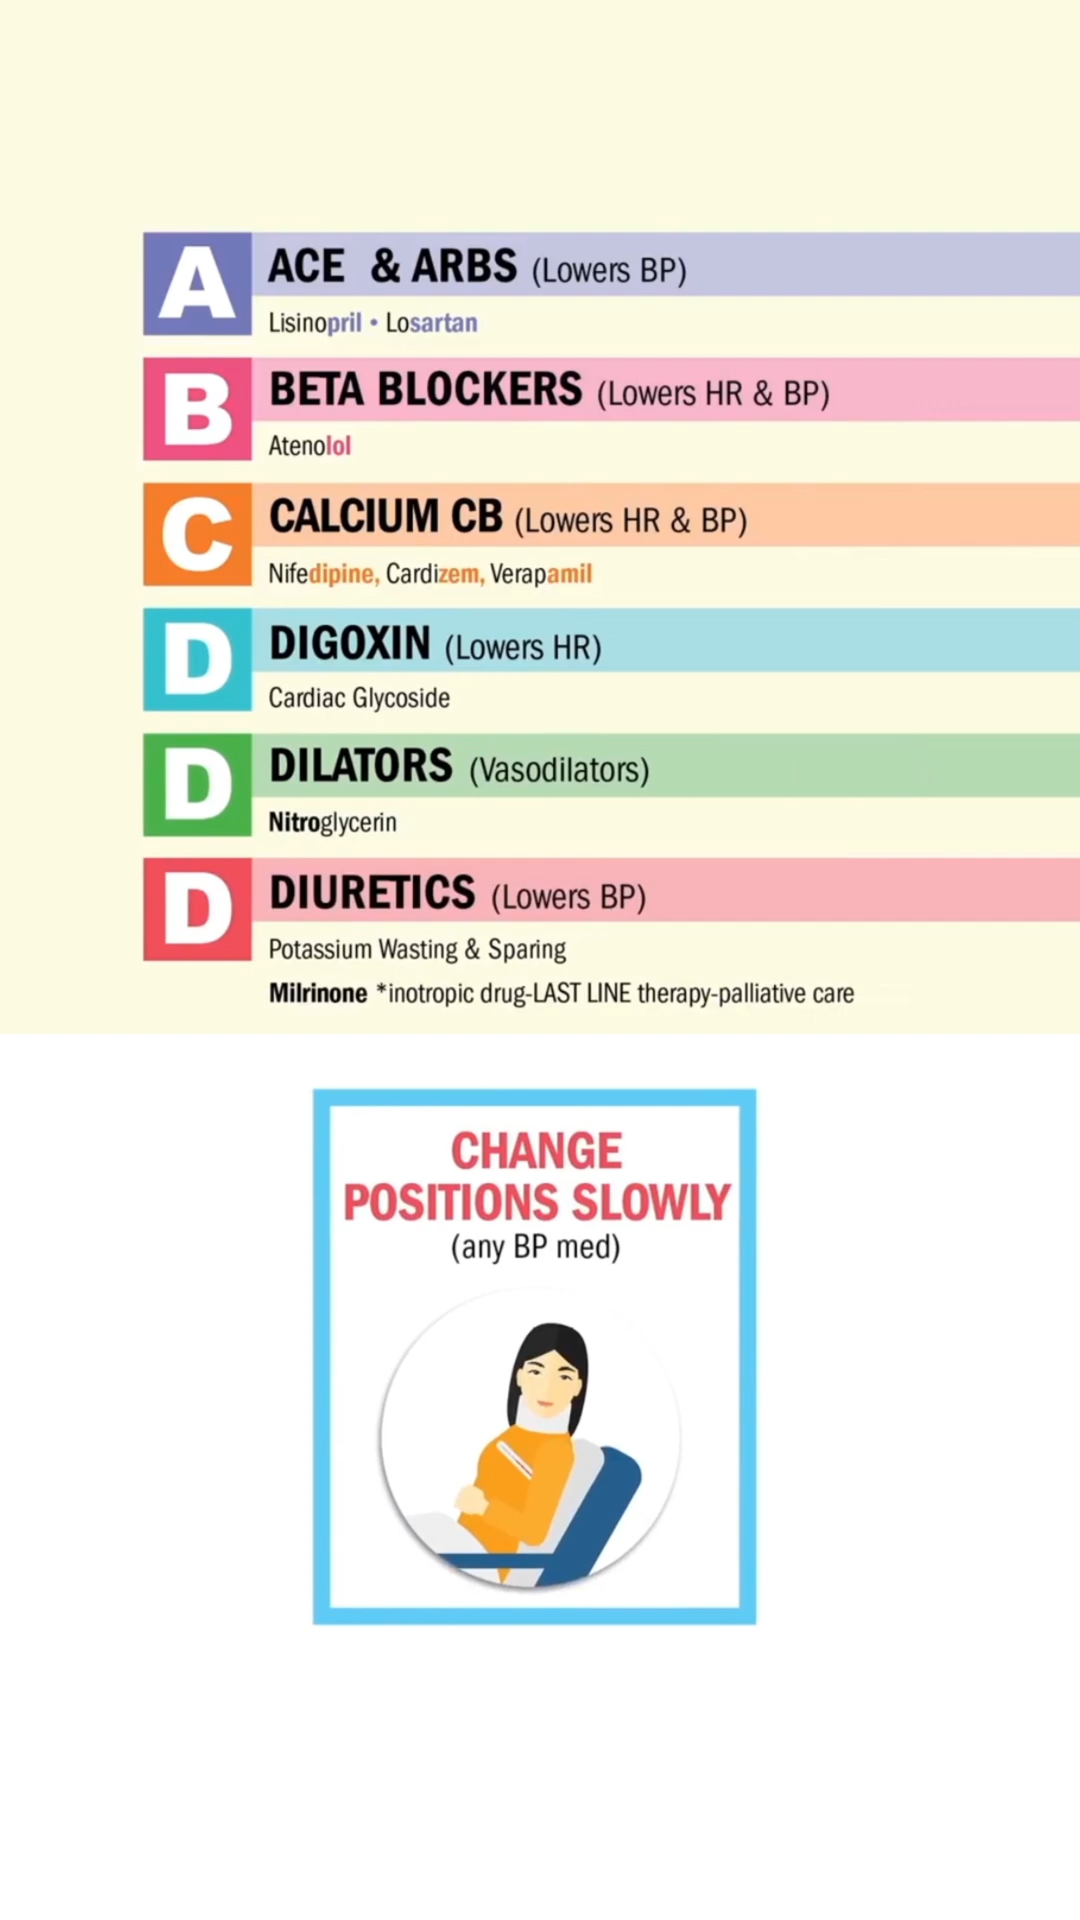 A
ACE & ARBS (Lowers BP)
Lisinopril • Losartan
B
BETA BLOCKERS (Lowers HR & BP)
Atenolol
C
CALCIUM CB (Lowers HR & BP)
Nifedipine, Cardizem, Verapamil
D
DIGOXIN (Lowers HR)
Cardiac Glycoside
D
DILATORS (Vasodilators)
Nitroglycerin
D
DIURETICS (Lowers BP)
Potassium Wasting & Sparing
Milrinone *inotropic drug-LAST LINE therapy-palliative care
CHANGE
POSITIONS SLOWLY
(any BP med)